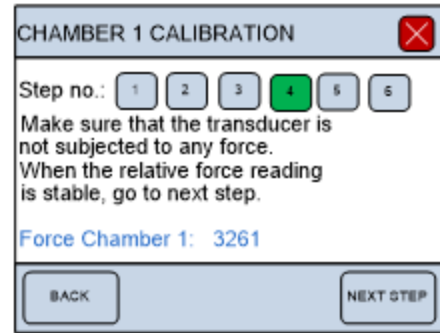 CHAMBER 1 CALIBRATION
Step no.: 1 2 3 4 5 6
Make sure that the transducer is
not subjected to any force.
When the relative force reading
is stable, go to next step.
Force Chamber 1: 3261
BACK NEXT STEP